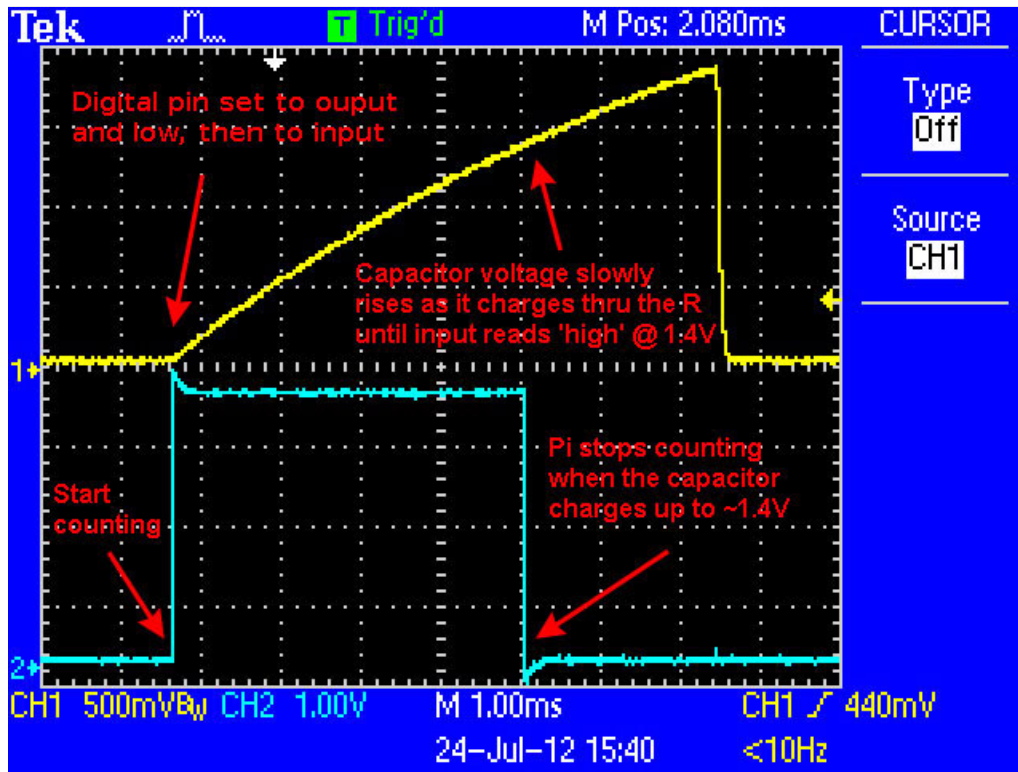 Tek
T Trig'd
M Pos: 2.080ms
CURSOR
Type
Off
Source
CH1
Digital pin set to ouput
and low, then to input
Capacitor voltage slowly
rises as it charges thru the R
until input reads 'high' @ 1.4V
1
Start
counting
Pi stops counting
when the capacitor
charges up to ~1.4V
2
CH1 500mVBW CH2 1.00V M 1.00ms CH1 440mV
24-Jul-12 15:40 <10Hz